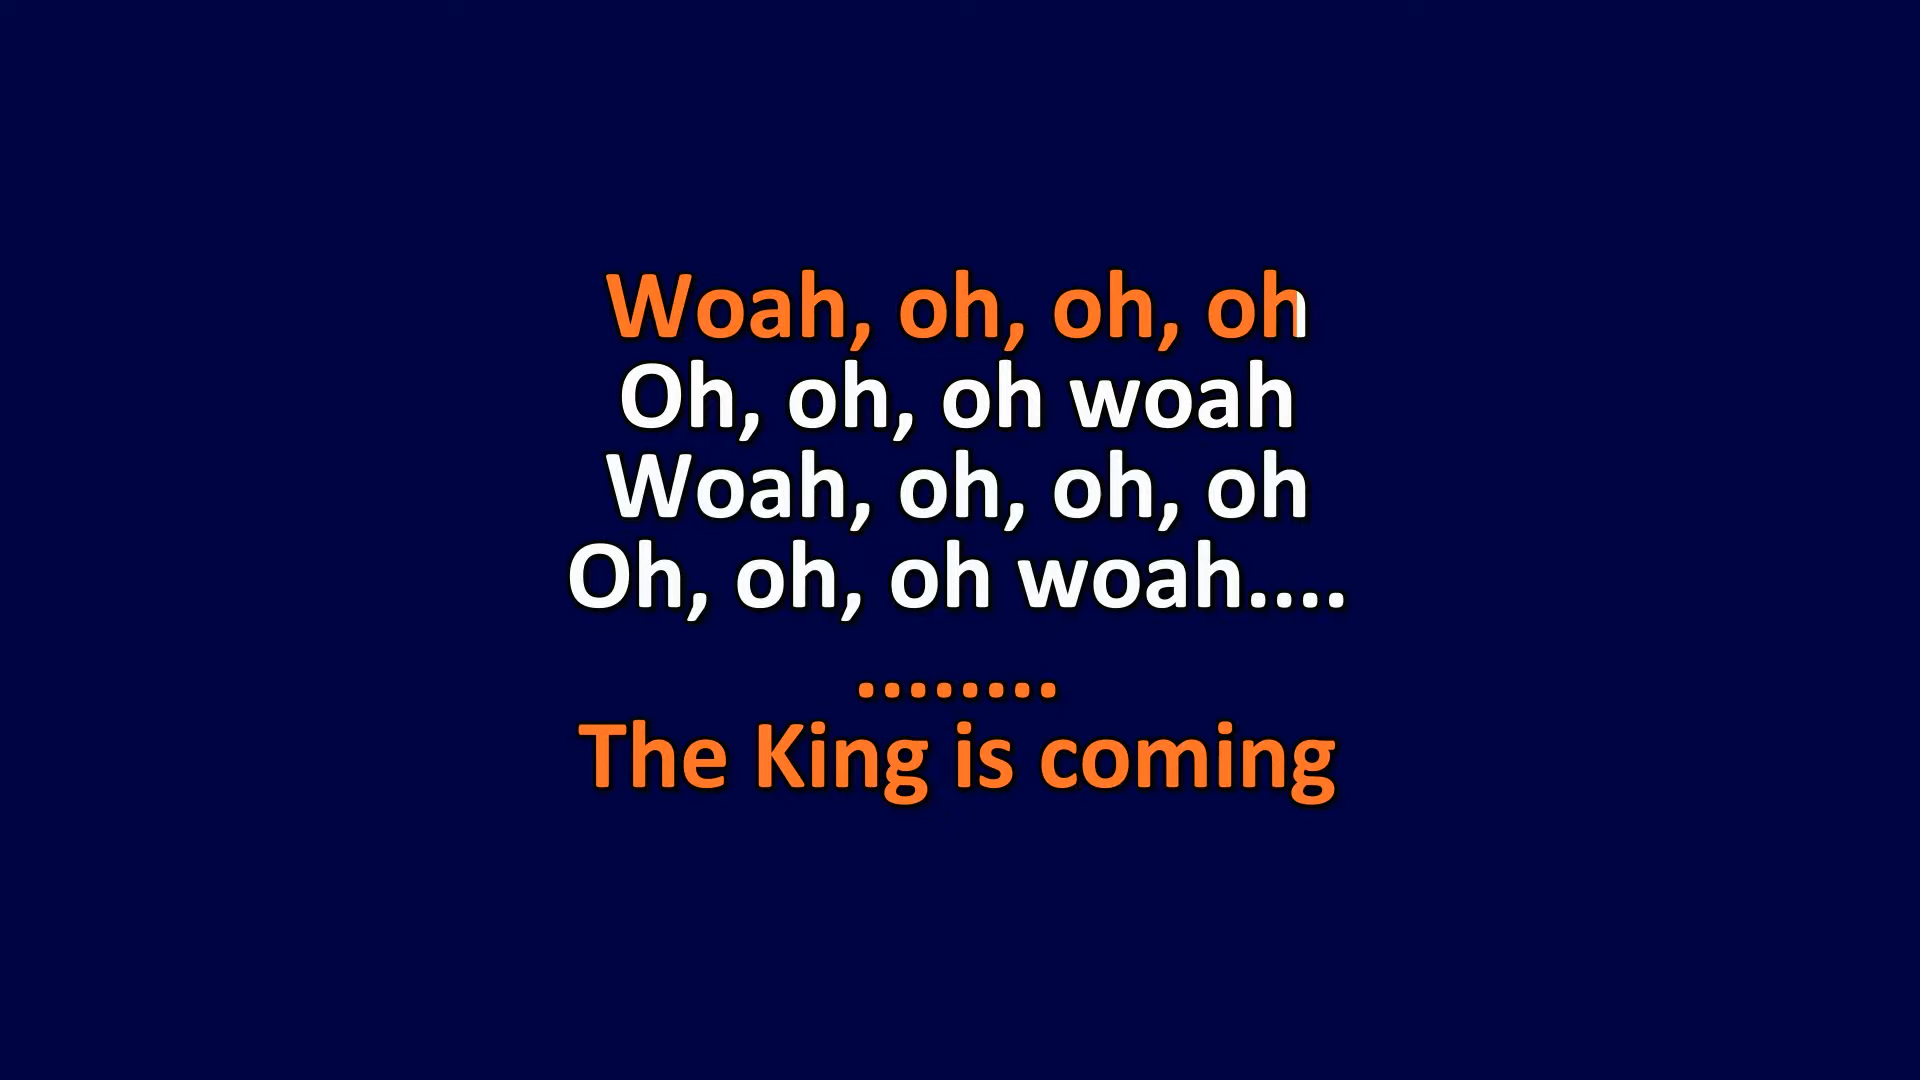 Woah, oh, oh, oh
Oh, oh, oh woah
Woah, oh, oh, oh
Oh, oh, oh woah....
........
The King is coming